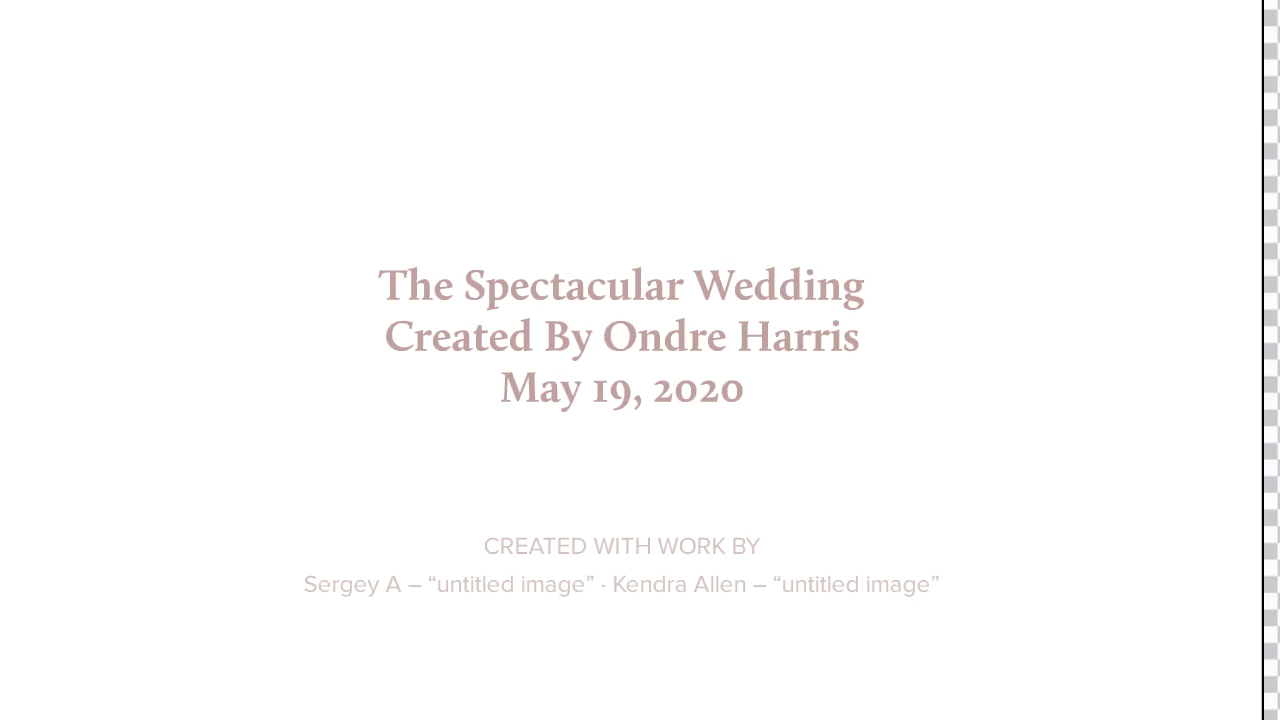 The Spectacular Wedding
Created By Ondre Harris
May 19, 2020
CREATED WITH WORK BY
Sergey A – “untitled image” · Kendra Allen – “untitled image”